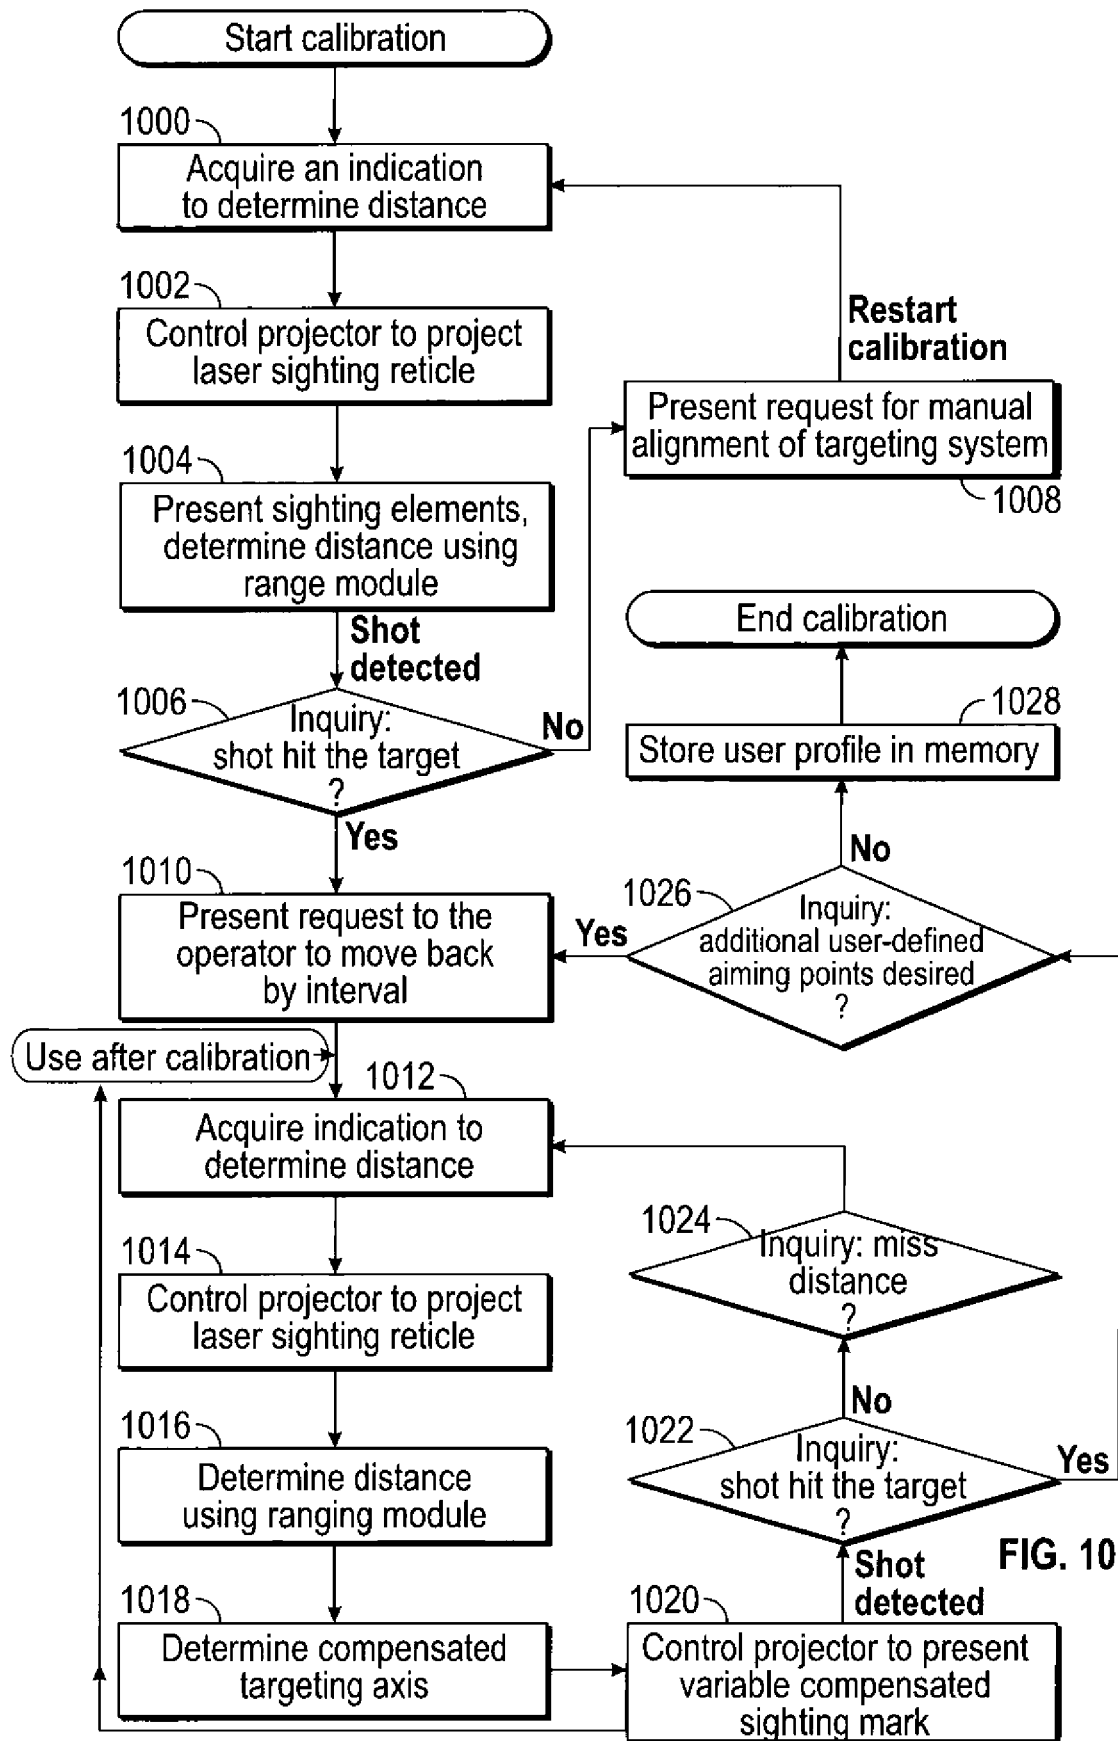 Start calibration
1000
Acquire an indication
to determine distance
1002
Control projector to project
laser sighting reticle
1004
Present sighting elements,
determine distance using
range module
Shot
detected
1006
Inquiry:
shot hit the target
?
No
Yes
Restart
calibration
Present request for manual
alignment of targeting system
1008
End calibration
1028
Store user profile in memory
No
1026
Inquiry:
additional user-defined
aiming points desired
?
Yes
1010
Present request to the
operator to move back
by interval
Use after calibration
1012
Acquire indication to
determine distance
1014
Control projector to project
laser sighting reticle
1016
Determine distance
using ranging module
1018
Determine compensated
targeting axis
1024
Inquiry: miss
distance
?
No
1022
Inquiry:
shot hit the target
?
Yes
Shot
detected
1020
Control projector to present
variable compensated
sighting mark
FIG. 10